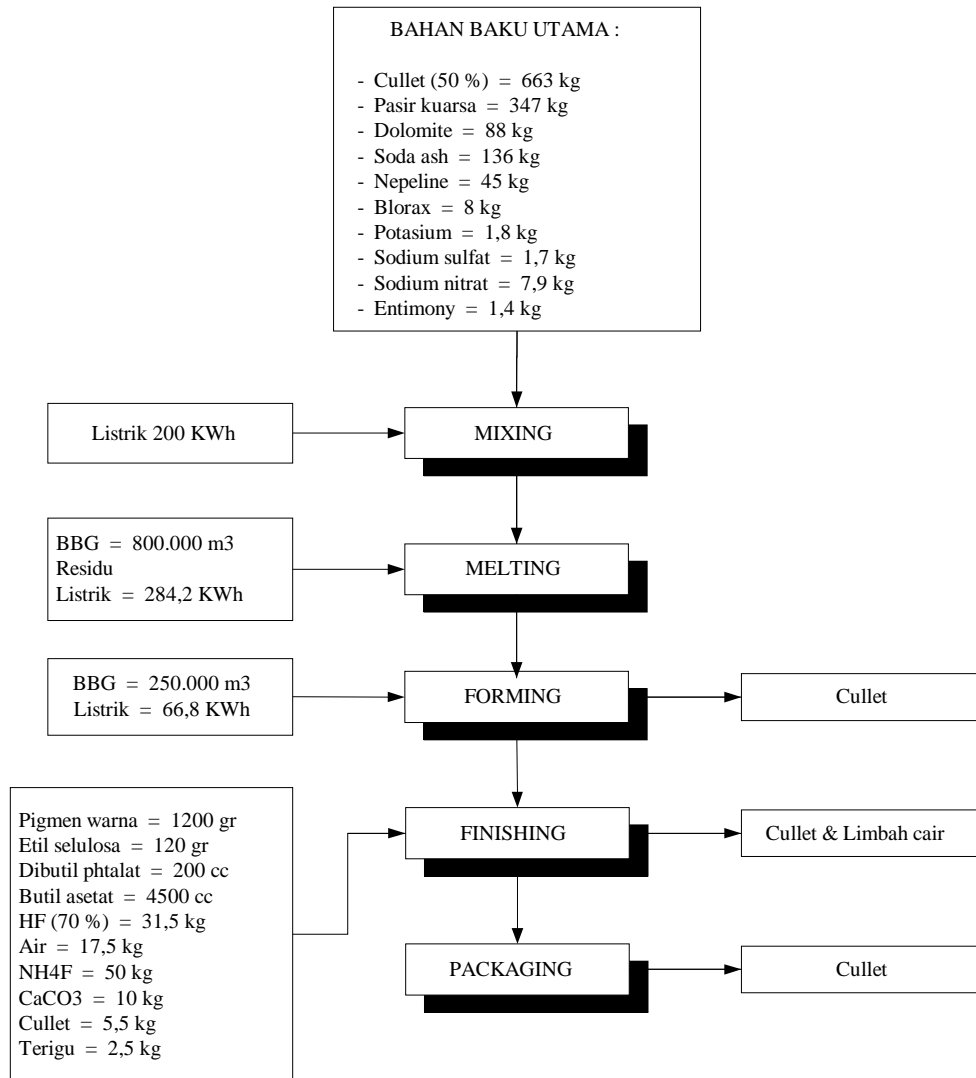 BAHAN BAKU UTAMA :
- Cullet (50 %) = 663 kg
- Pasir kuarsa = 347 kg
- Dolomite = 88 kg
- Soda ash = 136 kg
- Nepeline = 45 kg
- Blorax = 8 kg
- Potasium = 1,8 kg
- Sodium sulfat = 1,7 kg
- Sodium nitrat = 7,9 kg
- Entimony = 1,4 kg
Listrik 200 KWh
MIXING
BBG = 800.000 m3
Residu
Listrik = 284,2 KWh
MELTING
BBG = 250.000 m3
Listrik = 66,8 KWh
FORMING
Cullet
Pigmen warna = 1200 gr
Etil selulosa = 120 gr
Dibutil phtalat = 200 cc
Butil asetat = 4500 cc
HF (70 %) = 31,5 kg
Air = 17,5 kg
NH4F = 50 kg
CaCO3 = 10 kg
Cullet = 5,5 kg
Terigu = 2,5 kg
FINISHING
Cullet & Limbah cair
PACKAGING
Cullet